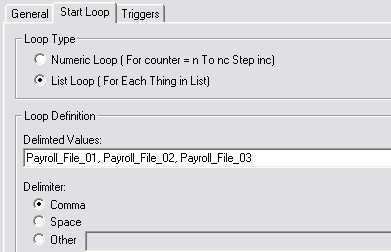 General Start Loop Triggers
Loop Type
Numeric Loop ( For counter = n To nc Step inc)
List Loop ( For Each Thing in List)
Loop Definition
Delimted Values:
Payroll_File_01, Payroll_File_02, Payroll_File_03
Delimiter:
Comma
Space
Other